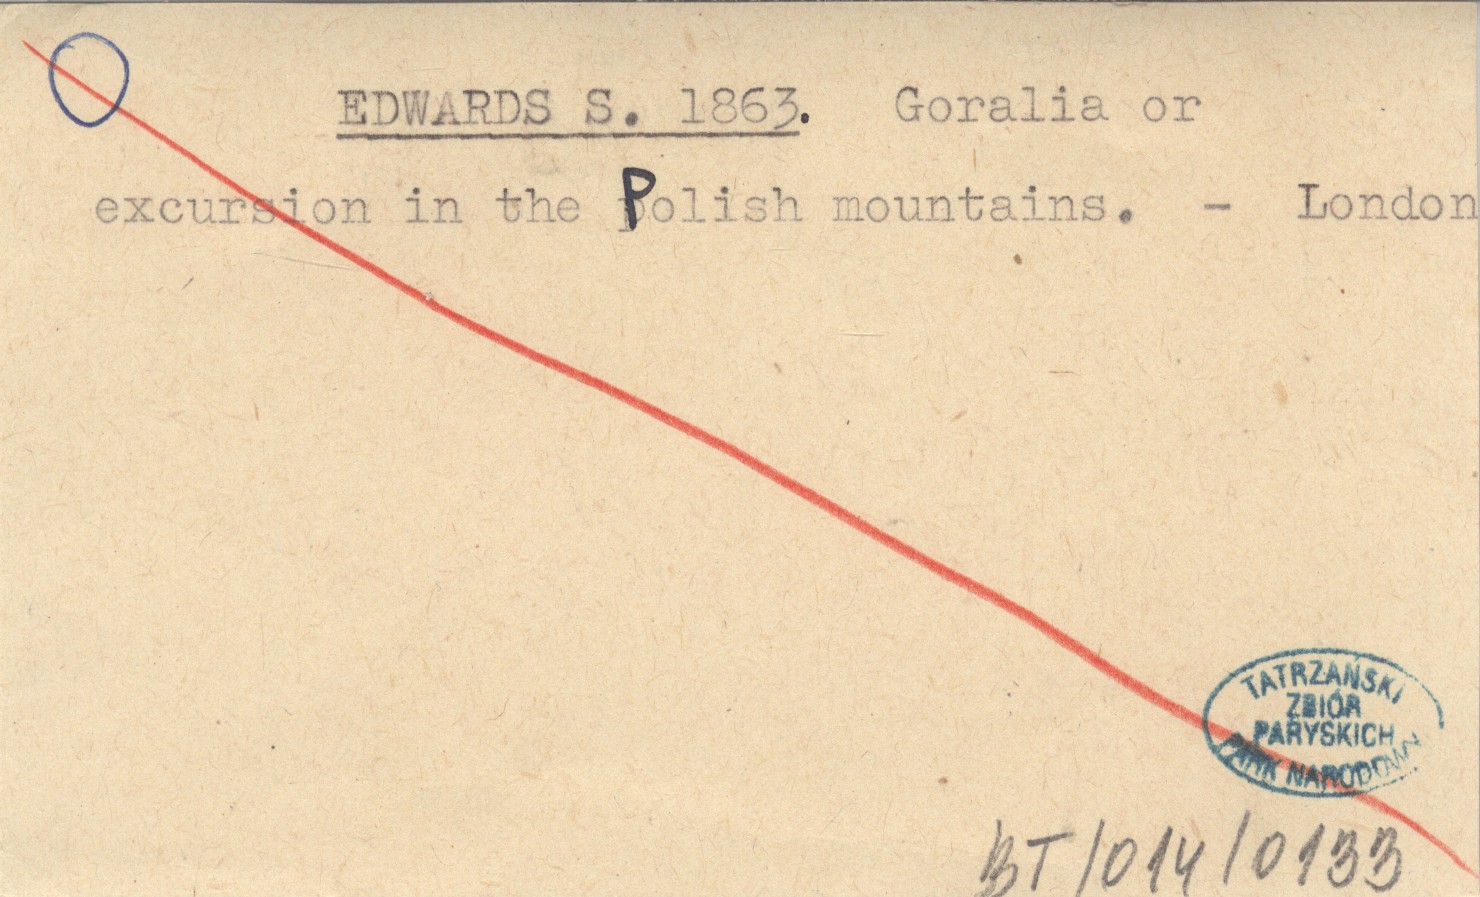 EDWARDS S. 1863. Goralia or
excursion in the Polish mountains. - London
TATRZAŃSKI
ZBIÓR
PARYSKICH
PARK NARODOWY
BT/014/0133